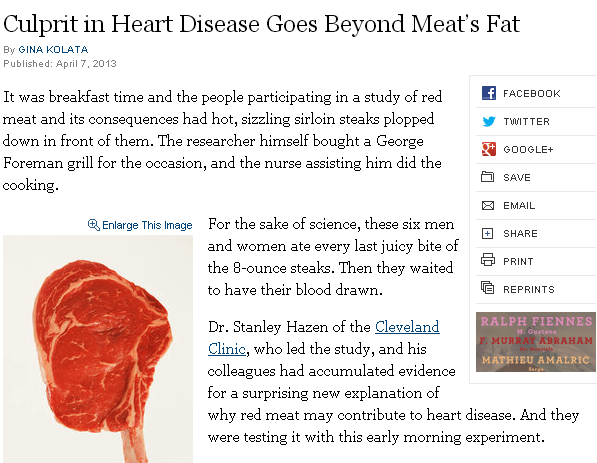 Culprit in Heart Disease Goes Beyond Meat's Fat
By GINA KOLATA
Published: April 7, 2013
It was breakfast time and the people participating in a study of red
meat and its consequences had hot, sizzling sirloin steaks plopped
down in front of them. The researcher himself bought a George
Foreman grill for the occasion, and the nurse assisting him did the
cooking.
Enlarge This Image
For the sake of science, these six men
and women ate every last juicy bite of
the 8-ounce steaks. Then they waited
to have their blood drawn.
Dr. Stanley Hazen of the Cleveland
Clinic, who led the study, and his
colleagues had accumulated evidence
for a surprising new explanation of
why red meat may contribute to heart disease. And they
were testing it with this early morning experiment.
FACEBOOK
TWITTER
GOOGLE+
SAVE
EMAIL
SHARE
PRINT
REPRINTS
RALPH FIENNES
M. Gustave
F. MURRAY ABRAHAM
MATHIEU AMALRIC
Serge